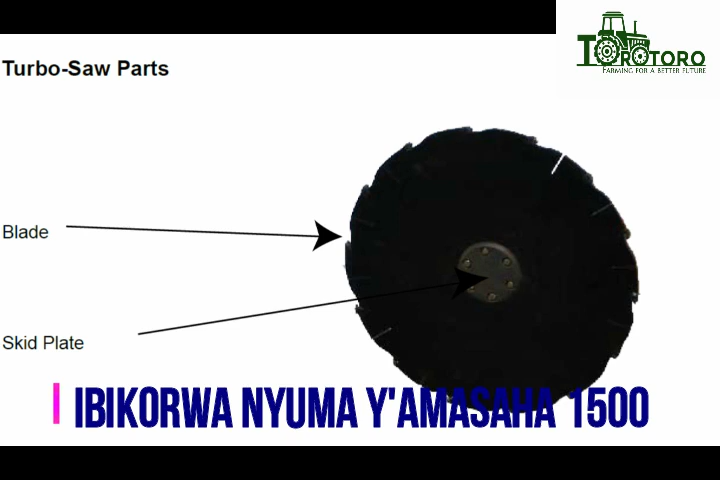 TOROTORO
FARMING FOR A BETTER FUTURE
Turbo-Saw Parts
Blade
Skid Plate
IBIKORWA NYUMA Y'AMASAHA 1500